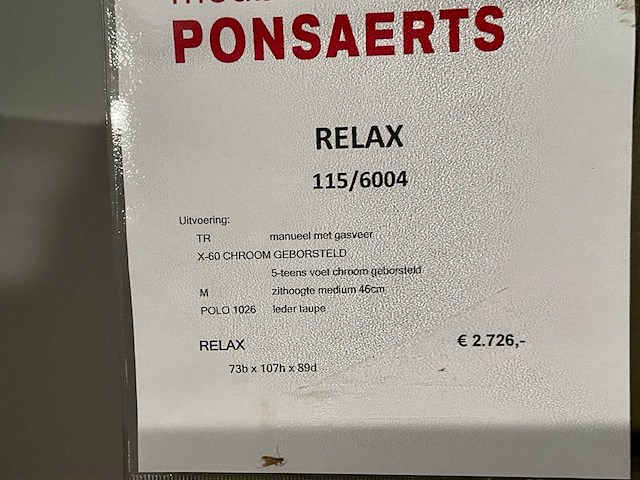 PONSAERTS
RELAX
115/6004
Uitvoering:
TR manueel met gasveer
X-60 CHROOM GEBORSTELD
5-teens voet chroom geborsteld
M zithoogte medium 46cm
POLO 1026 leder taupe
RELAX € 2.726,-
73b x 107h x 89d